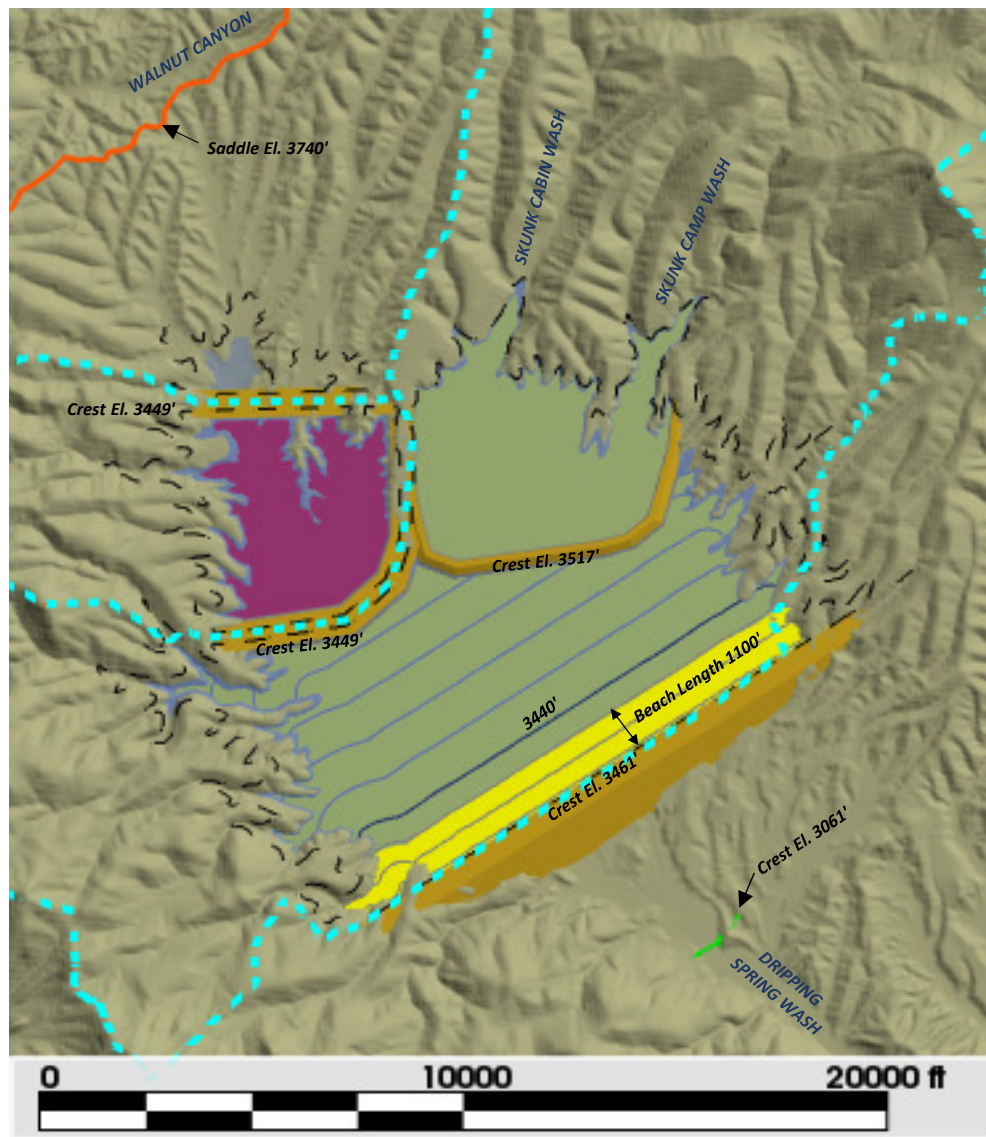 WALNUT CANYON
Saddle El. 3740'
SKUNK CABIN WASH
SKUNK CAMP WASH
Crest El. 3449'
Crest El. 3517'
Crest El. 3449'
Beach Length 1100'
3440'
Crest El. 3461'
Crest El. 3061'
DRIPPING
SPRING WASH
0 10000 20000 ft